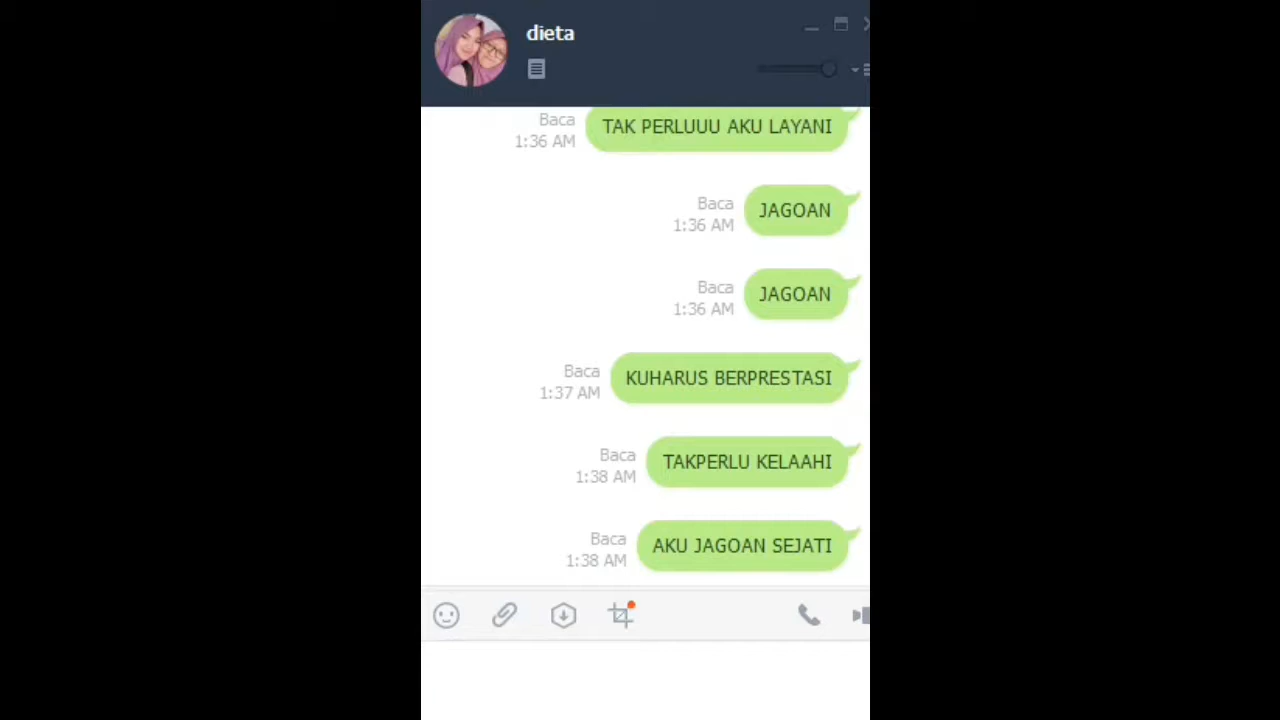 dieta
Baca
1:36 AM
TAK PERLUUU AKU LAYANI
Baca
1:36 AM
JAGOAN
Baca
1:36 AM
JAGOAN
Baca
1:37 AM
KUHARUS BERPRESTASI
Baca
1:38 AM
TAKPERLU KELAAHI
Baca
1:38 AM
AKU JAGOAN SEJATI